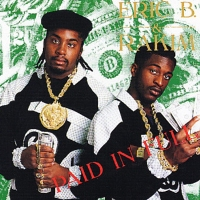 ERIC B.
RAKIM
PAID IN FULL